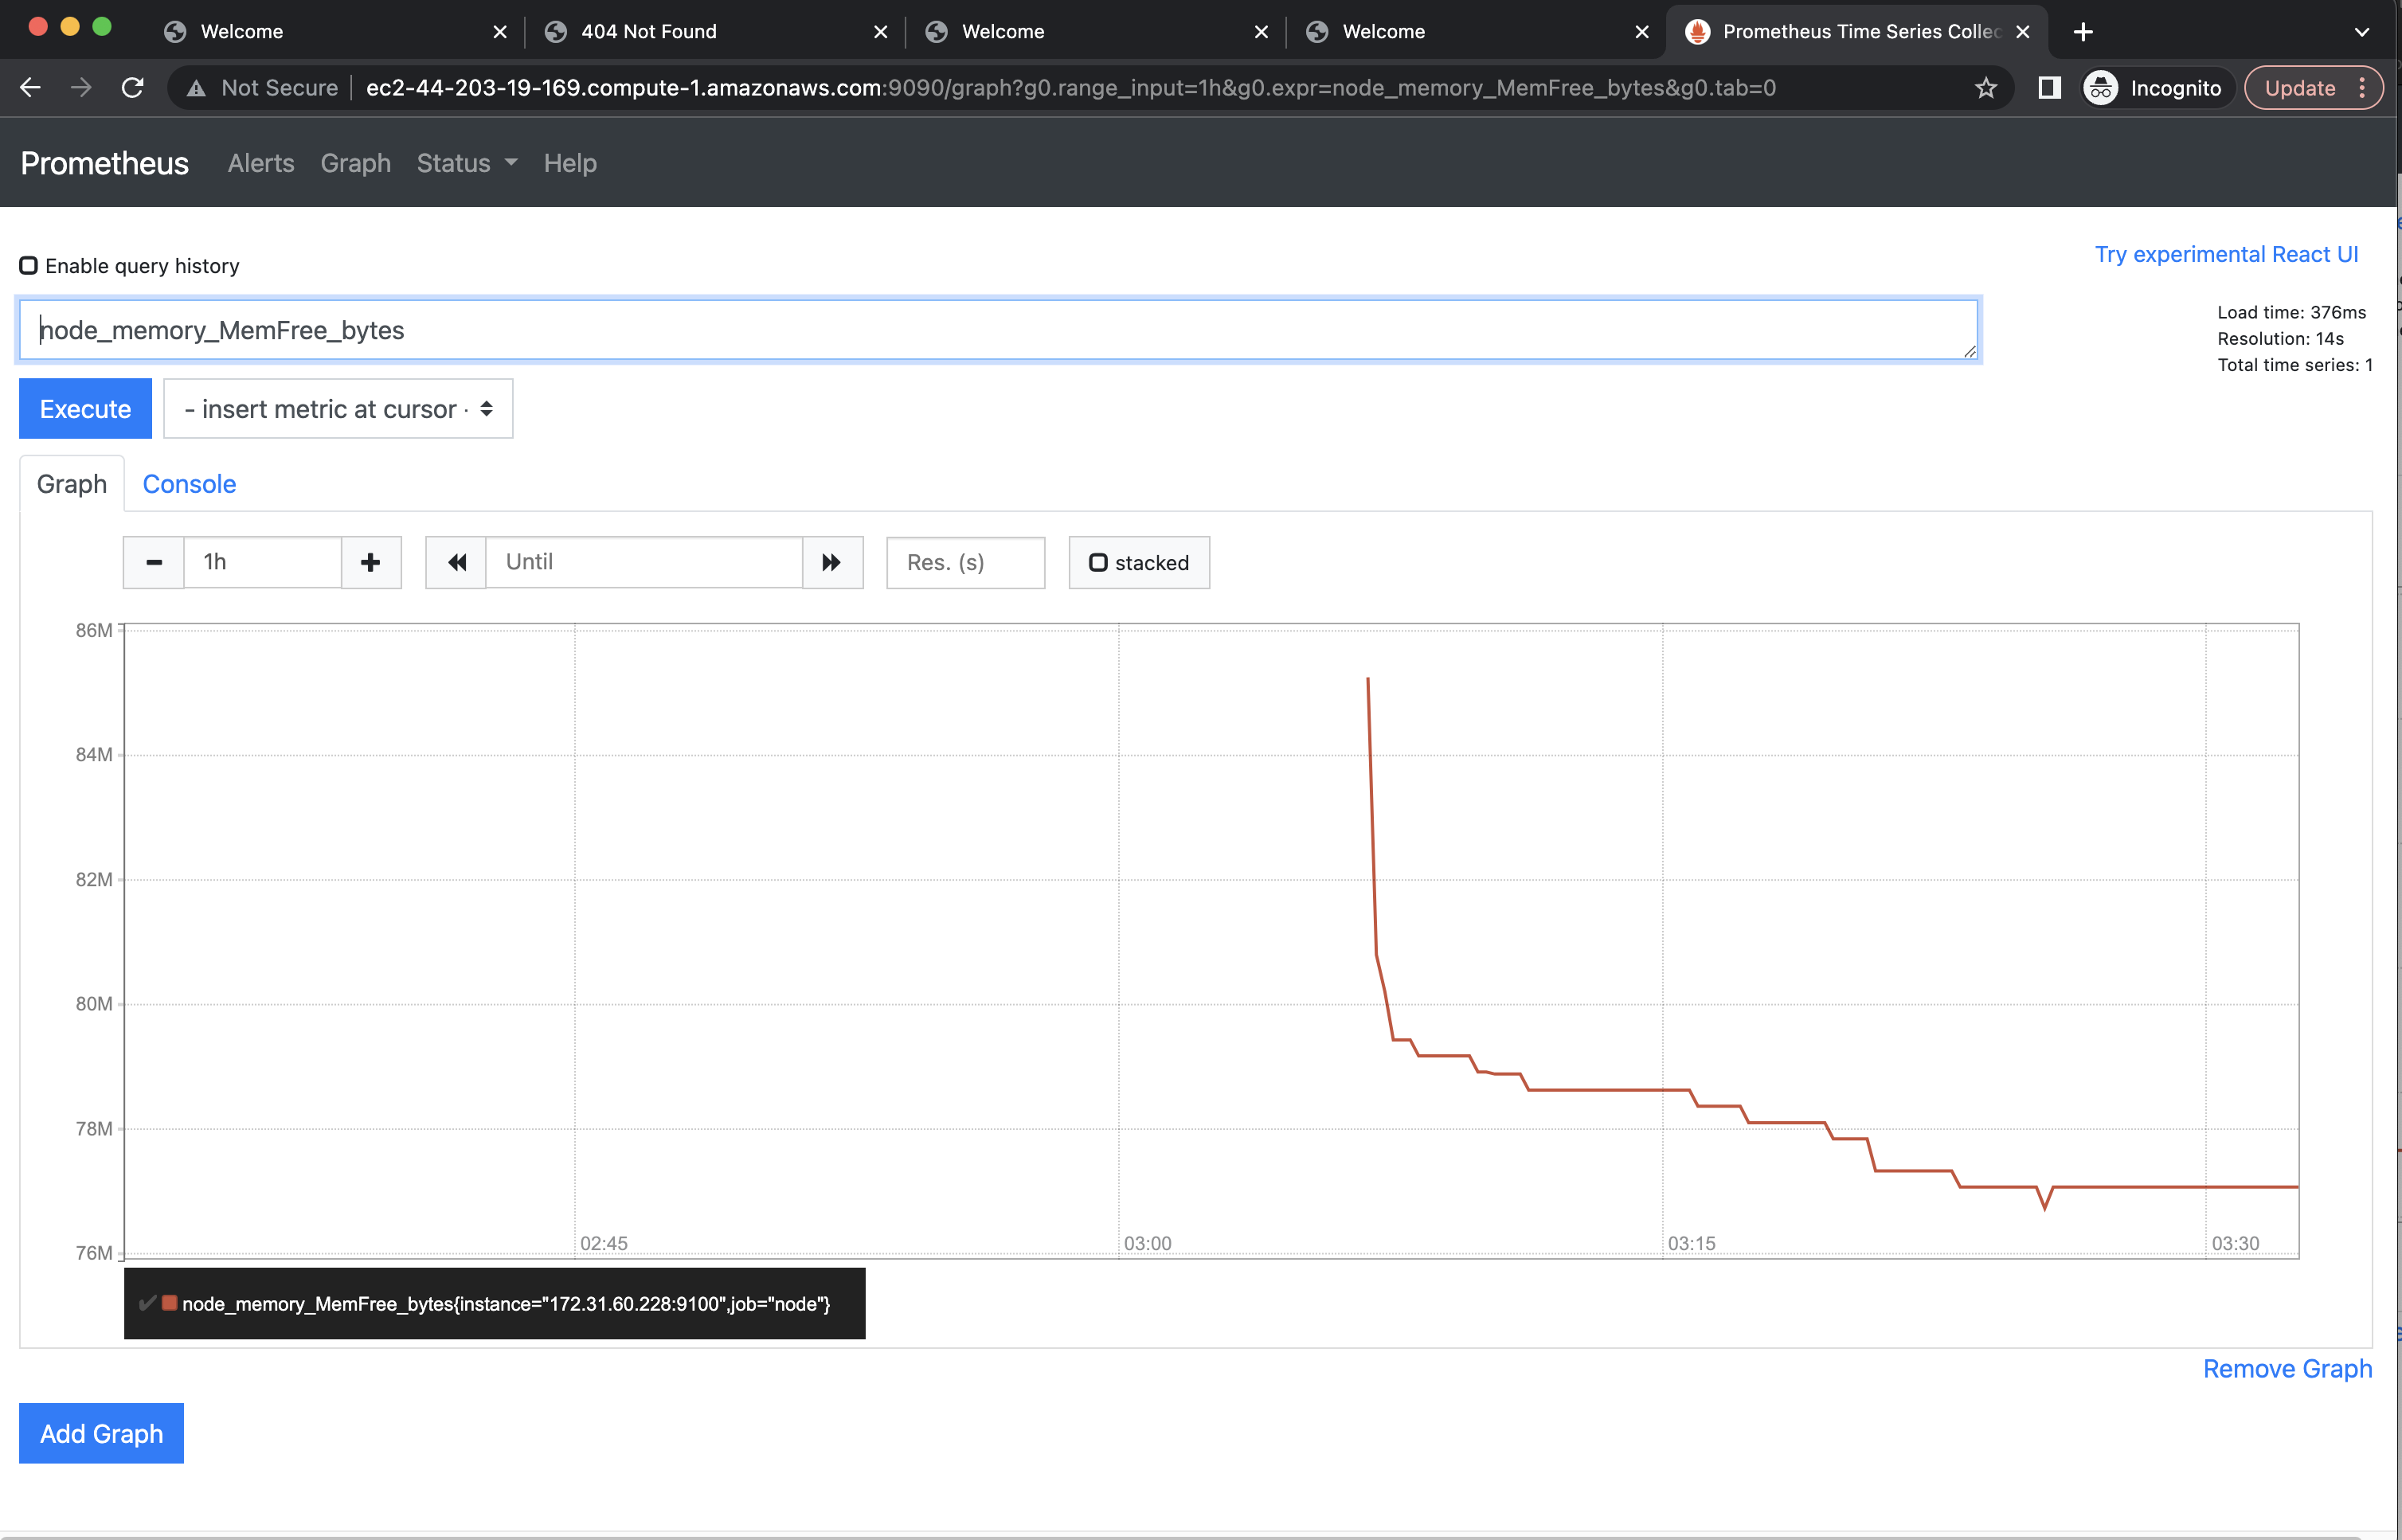 Welcome
404 Not Found
Welcome
Welcome
Prometheus Time Series Collec
Not Secure
ec2-44-203-19-169.compute-1.amazonaws.com:9090/graph?g0.range_input=1h&g0.expr=node_memory_MemFree_bytes&g0.tab=0
Incognito
Update
Prometheus Alerts Graph Status Help
Enable query history
Try experimental React UI
node_memory_MemFree_bytes
Load time: 376ms
Resolution: 14s
Total time series: 1
Execute
- insert metric at cursor -
Graph Console
1h
Until
Res. (s)
stacked
86M
84M
82M
80M
78M
76M
02:45 03:00 03:15 03:30
node_memory_MemFree_bytes{instance="172.31.60.228:9100",job="node"}
Remove Graph
Add Graph